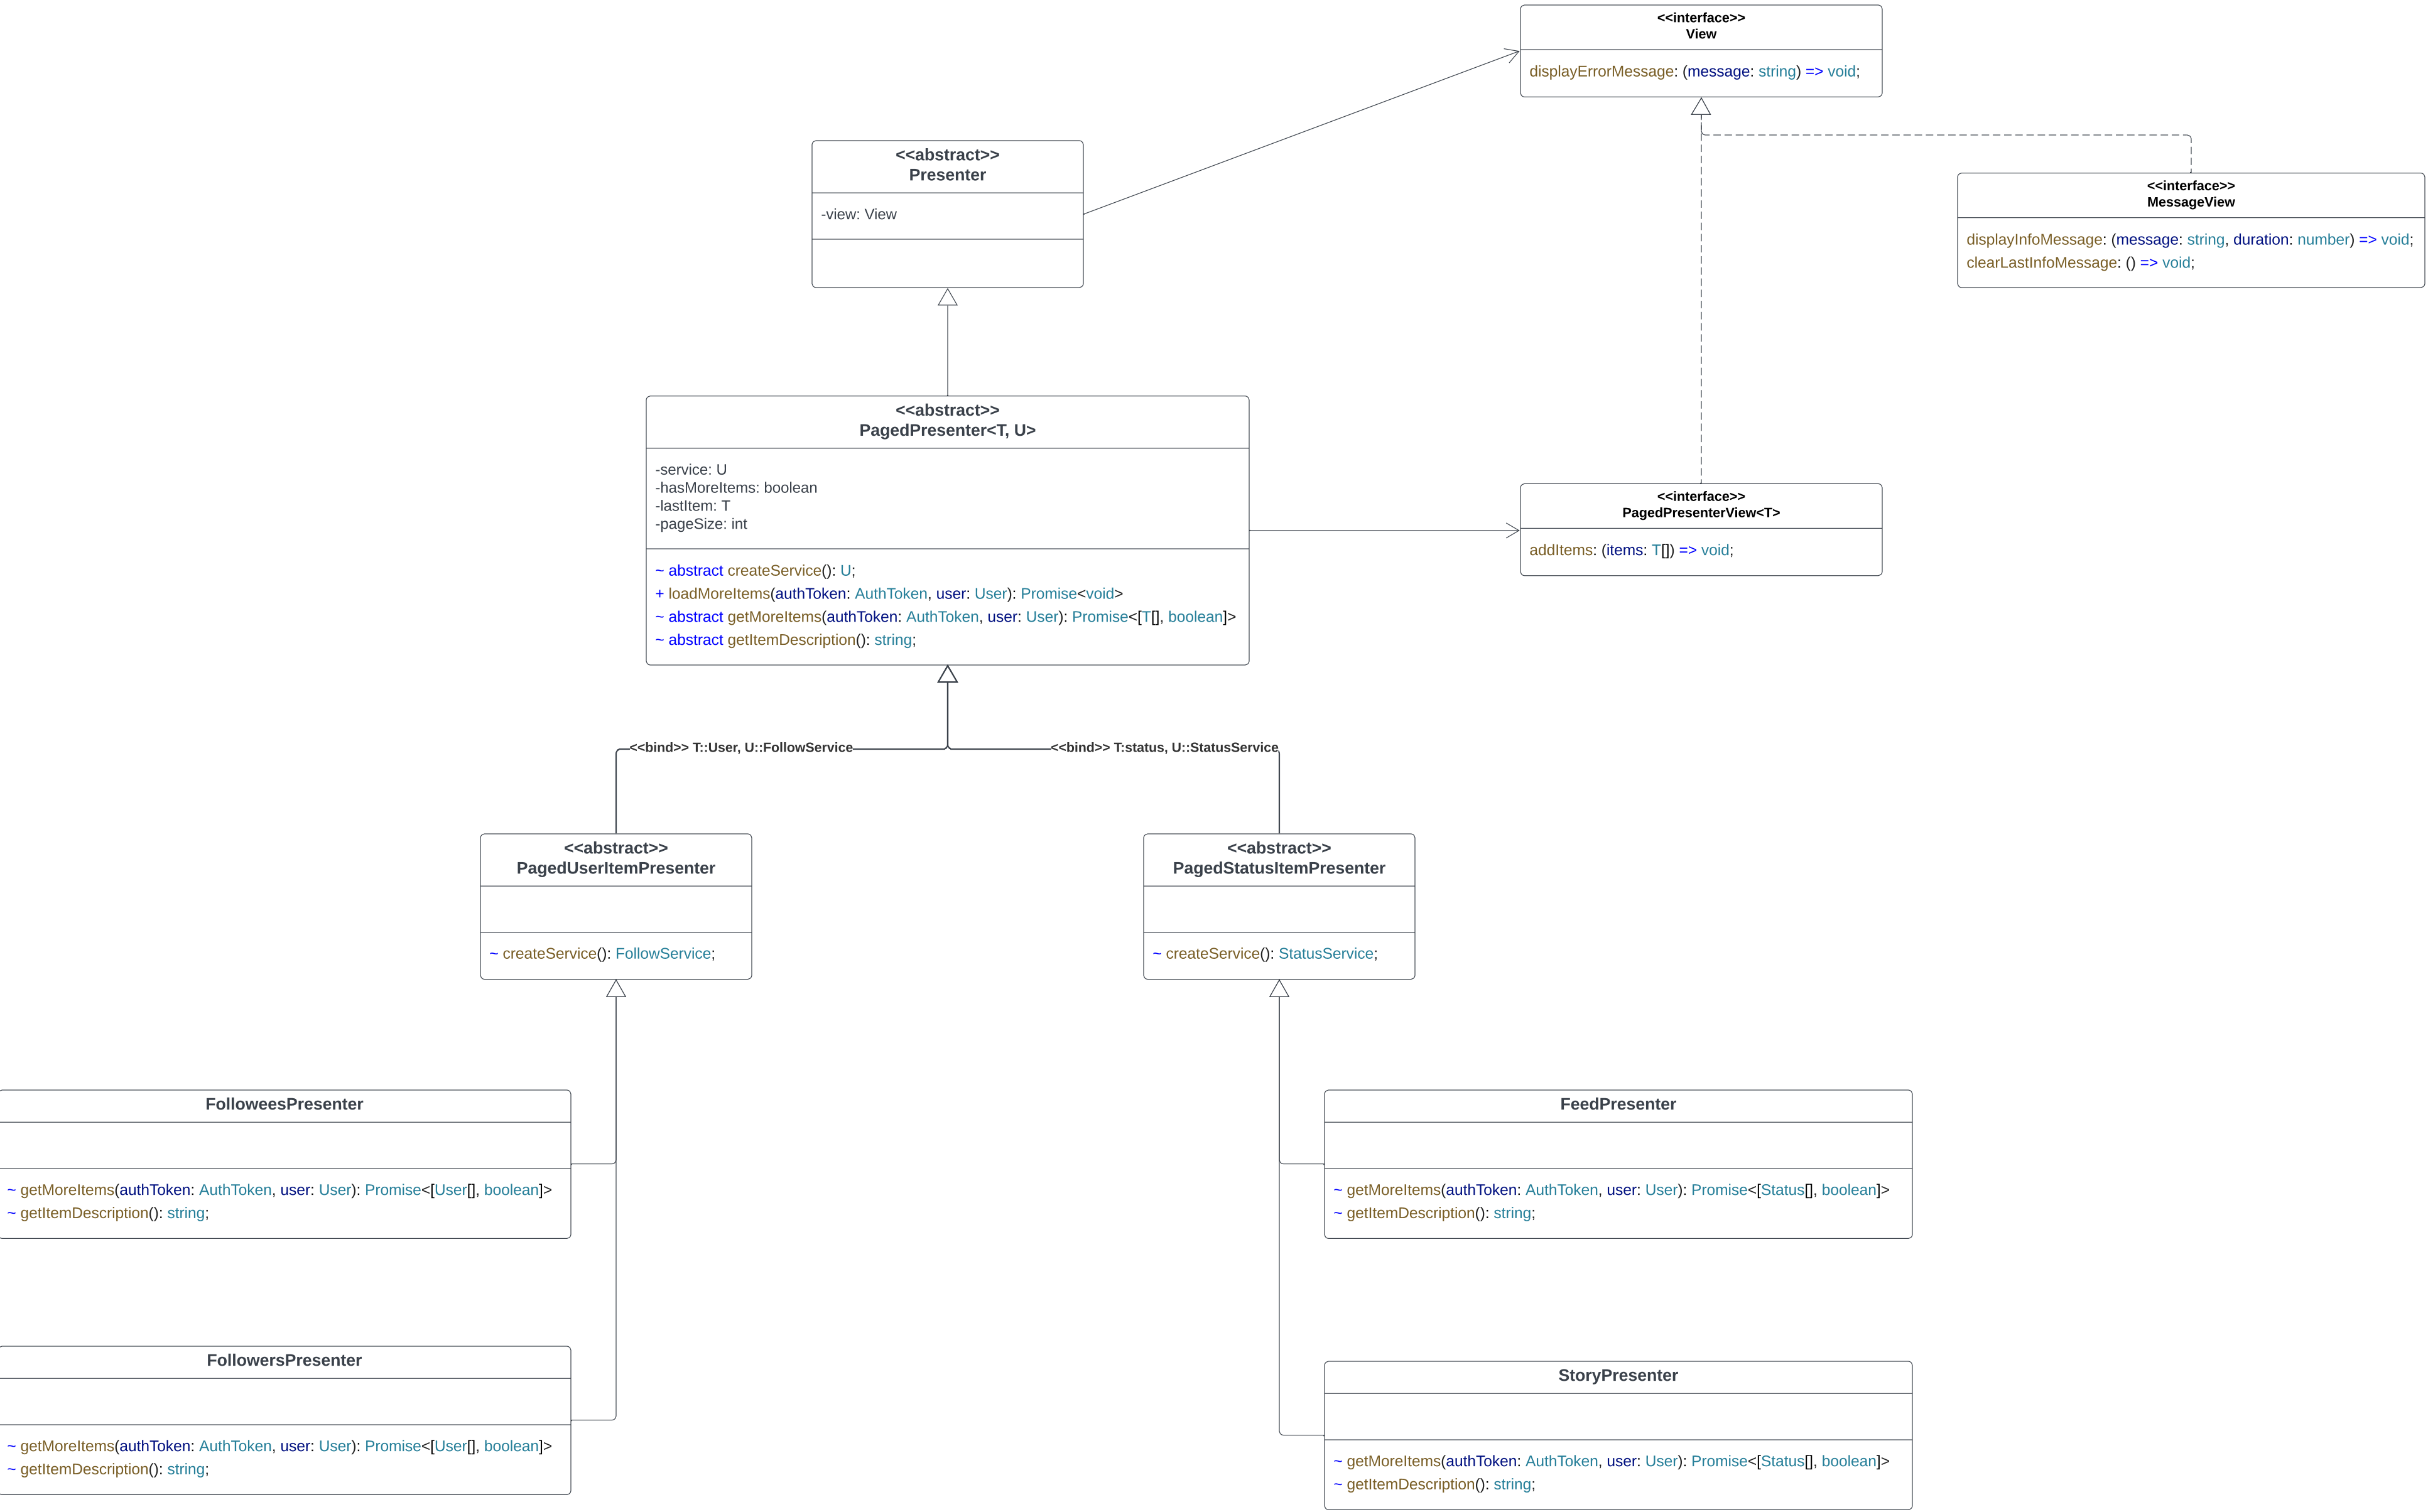 <<interface>>
View
displayErrorMessage: (message: string) => void;
<<abstract>>
Presenter
-view: View
<<interface>>
MessageView
displayInfoMessage: (message: string, duration: number) => void;
clearLastInfoMessage: () => void;
<<abstract>>
PagedPresenter<T, U>
-service: U
-hasMoreItems: boolean
-lastItem: T
-pageSize: int
~ abstract createService(): U;
+ loadMoreItems(authToken: AuthToken, user: User): Promise<void>
~ abstract getMoreItems(authToken: AuthToken, user: User): Promise<[T[], boolean]>
~ abstract getItemDescription(): string;
<<interface>>
PagedPresenterView<T>
addItems: (items: T[]) => void;
<<bind>> T::User, U::FollowService
<<bind>> T:status, U::StatusService
<<abstract>>
PagedUserItemPresenter
~ createService(): FollowService;
<<abstract>>
PagedStatusItemPresenter
~ createService(): StatusService;
FolloweesPresenter
~ getMoreItems(authToken: AuthToken, user: User): Promise<[User[], boolean]>
~ getItemDescription(): string;
FeedPresenter
~ getMoreItems(authToken: AuthToken, user: User): Promise<[Status[], boolean]>
~ getItemDescription(): string;
FollowersPresenter
~ getMoreItems(authToken: AuthToken, user: User): Promise<[User[], boolean]>
~ getItemDescription(): string;
StoryPresenter
~ getMoreItems(authToken: AuthToken, user: User): Promise<[Status[], boolean]>
~ getItemDescription(): string;